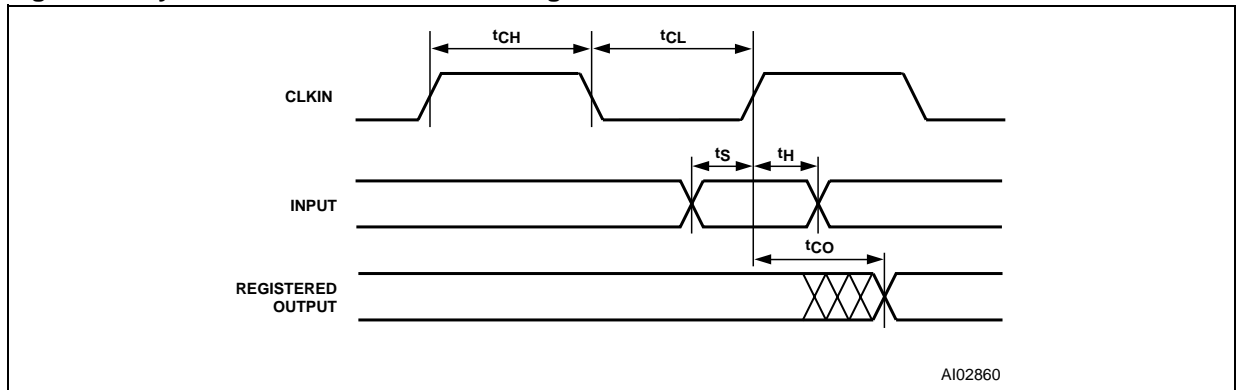 tCH
tCL
CLKIN
tS
tH
INPUT
tCO
REGISTERED
OUTPUT
AI02860